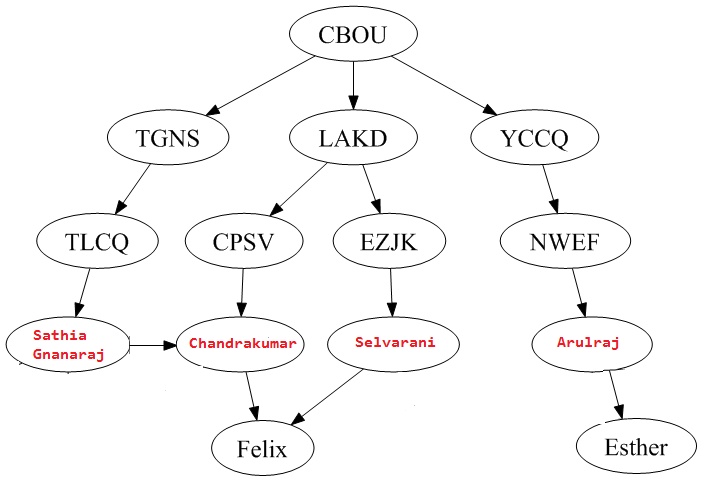 CBOU
TGNS
LAKD
YCCQ
TLCQ
CPSV
EZJK
NWEF
Sathia
Gnanaraj
Chandrakumar
Selvarani
Arulraj
Felix
Esther